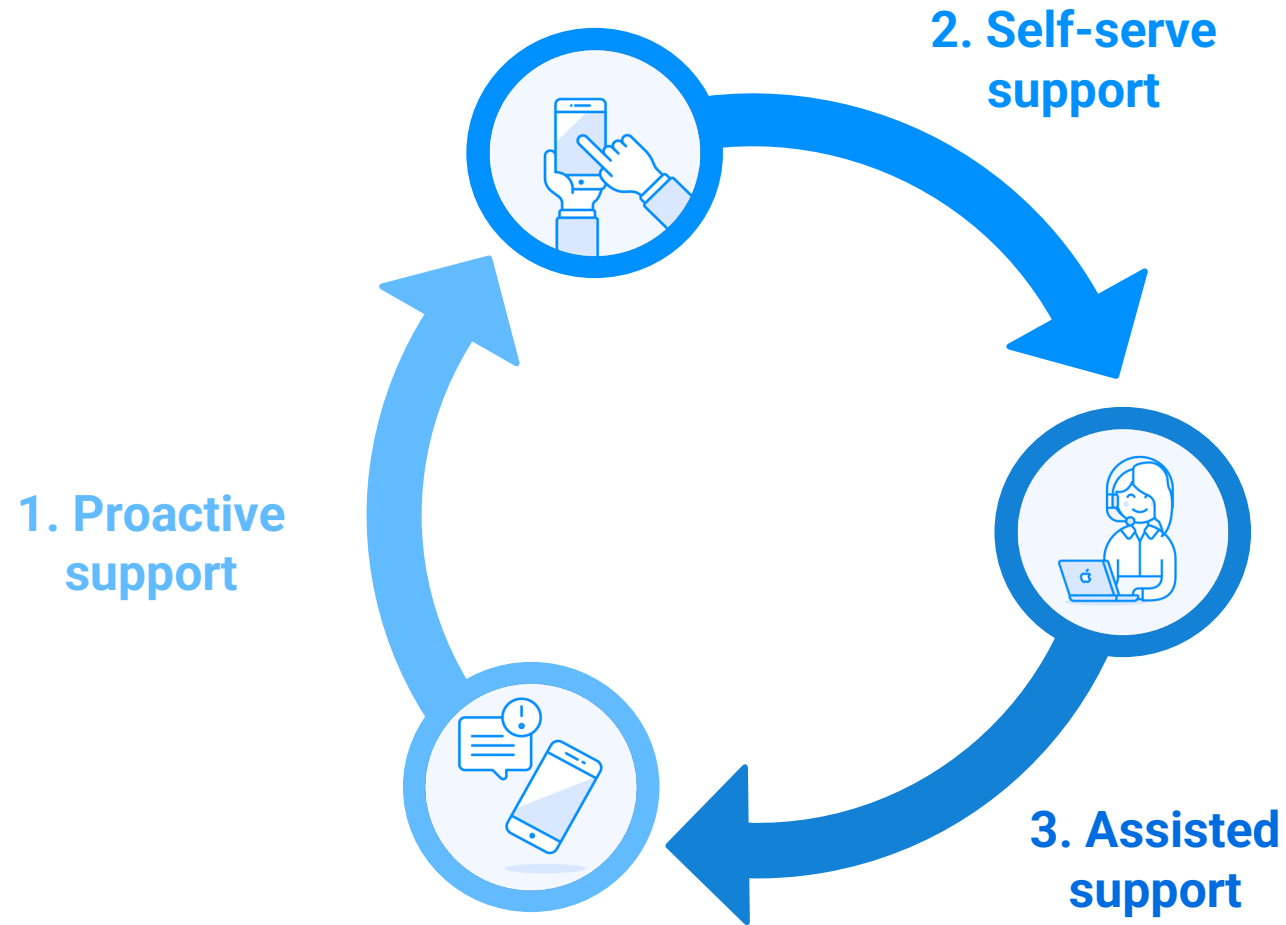 2. Self-serve
support
1. Proactive
support
3. Assisted
support